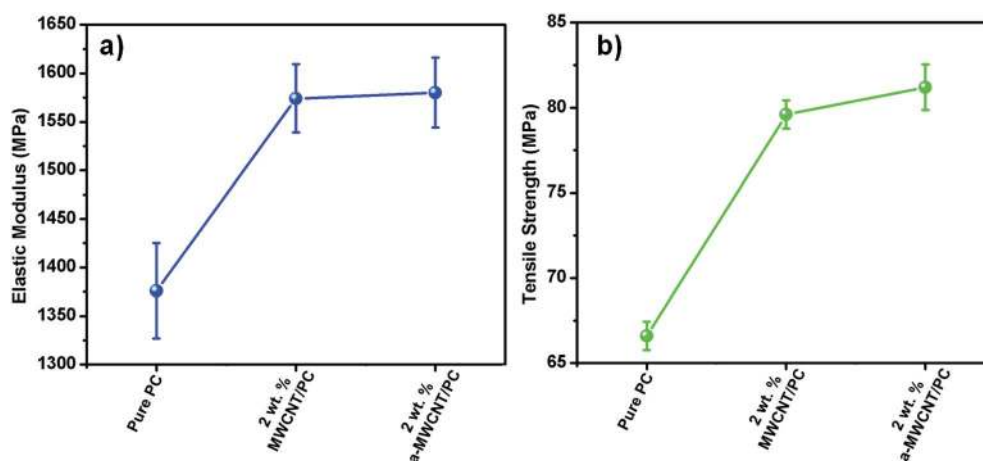 a)
Elastic Modulus (MPa)
1650
1600
1550
1500
1450
1400
1350
1300
Pure PC
2 wt. %
MWCNT/PC
2 wt. %
a-MWCNT/PC
b)
Tensile Strength (MPa)
85
80
75
70
65
Pure PC
2 wt. %
MWCNT/PC
2 wt. %
a-MWCNT/PC